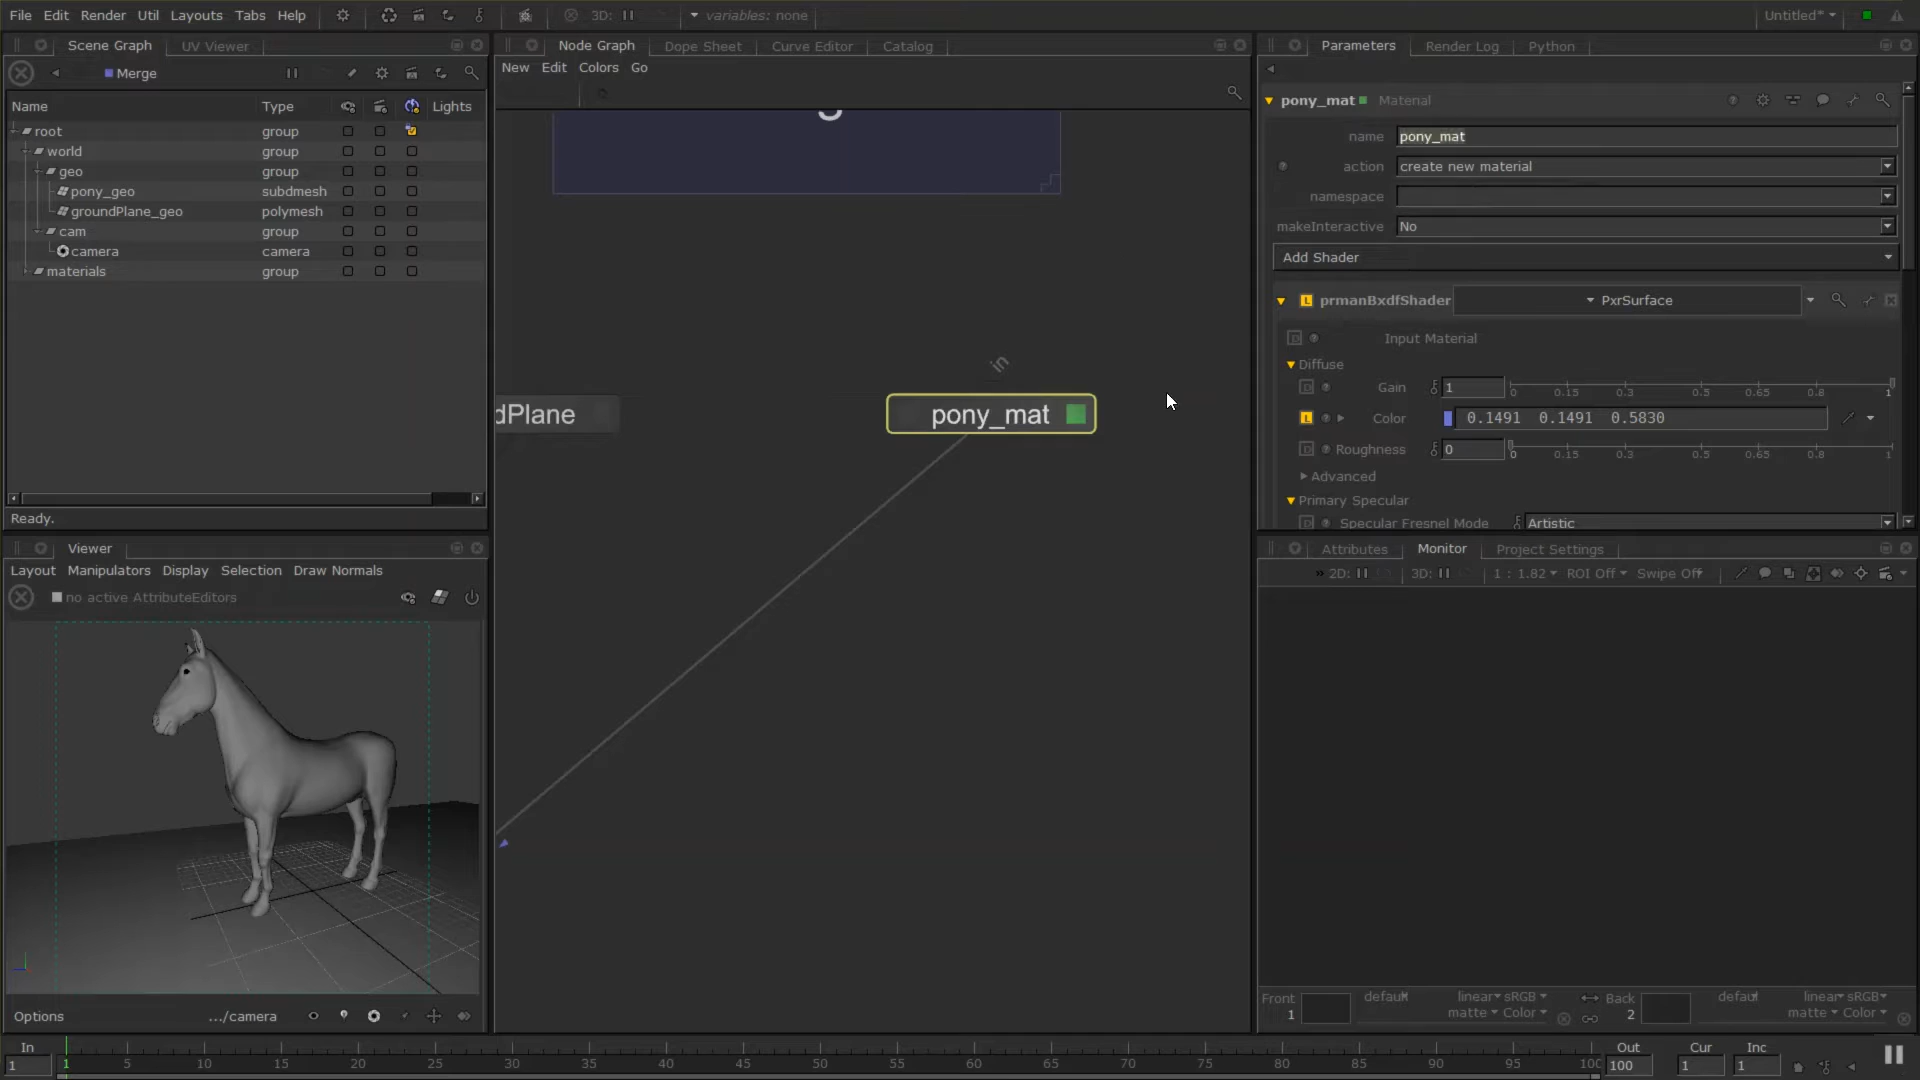 File Edit Render Util Layouts Tabs Help 3D: variables: none Untitled*
Scene Graph UV Viewer
Merge
Name Type Lights
root group
world group
geo group
pony_geo subdmesh
groundPlane_geo polymesh
cam group
camera camera
materials group
Ready.
Viewer
Layout Manipulators Display Selection Draw Normals
no active AttributeEditors
Options .../camera
Node Graph Dope Sheet Curve Editor Catalog
New Edit Colors Go
in
dPlane
pony_mat
Parameters Render Log Python
pony_mat Material
name pony_mat
action create new material
namespace
makeInteractive No
Add Shader
prmanBxdfShader PxrSurface
Input Material
Diffuse
Gain 1 0 0.15 0.3 0.5 0.65 0.8 1
Color 0.1491 0.1491 0.5830
Roughness 0 0 0.15 0.3 0.5 0.65 0.8 1
Advanced
Primary Specular
Specular Fresnel Mode Artistic
Attributes Monitor Project Settings
2D: 3D: 1 : 1.82 ROI Off Swipe Off
Front default linear sRGB Back default linear sRGB
1 matte Color 2 matte Color
In Out Cur Inc
1 1 5 10 15 20 25 30 35 40 45 50 55 60 65 70 75 80 85 90 95 100 100 1 1